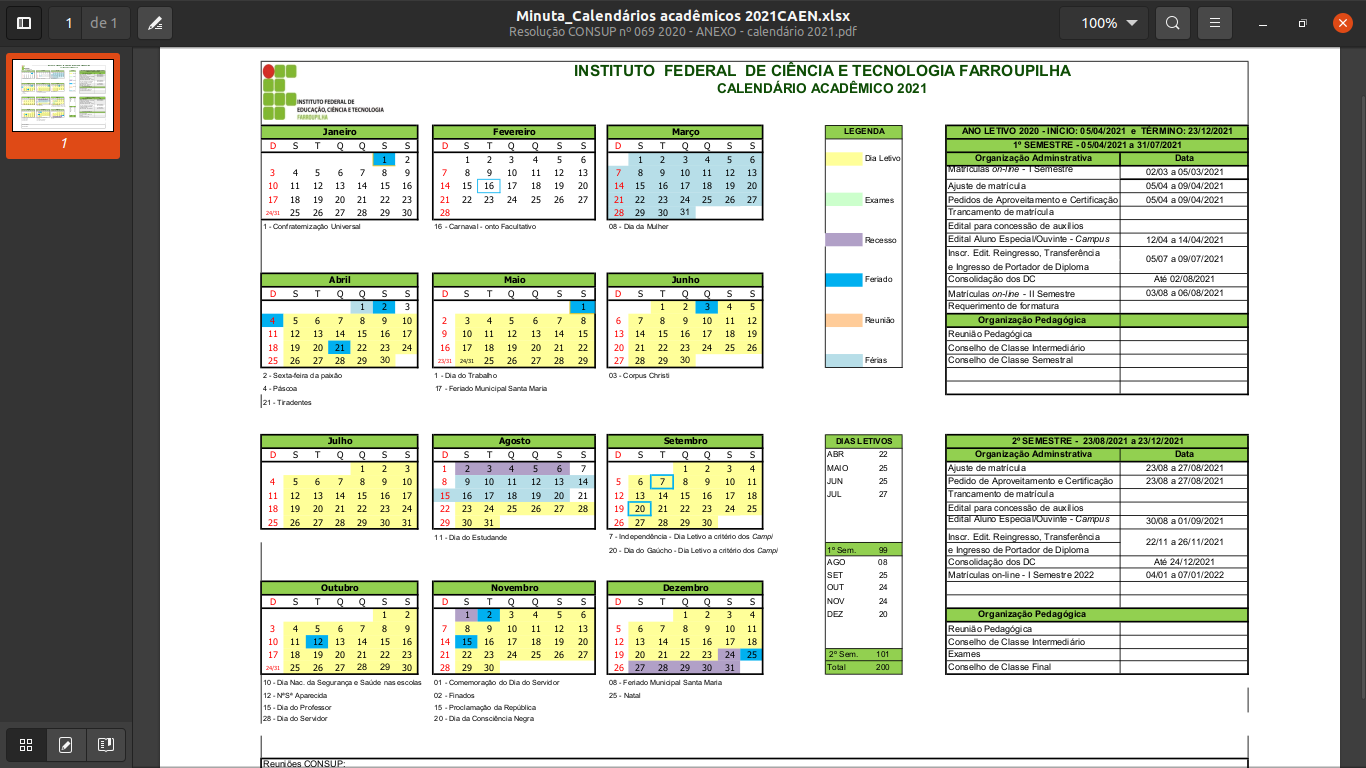 1 de 1
Minuta_Calendários acadêmicos 2021CAEN.xlsx
Resolução CONSUP nº 069 2020 - ANEXO - calendário 2021.pdf
100%
1
INSTITUTO FEDERAL DE CIÊNCIA E TECNOLOGIA FARROUPILHA
CALENDÁRIO ACADÊMICO 2021
INSTITUTO FEDERAL DE
EDUCAÇÃO, CIÊNCIA E TECNOLOGIA
FARROUPILHA
Janeiro
D S T Q Q S S
1 2
3 4 5 6 7 8 9
10 11 12 13 14 15 16
17 18 19 20 21 22 23
24/31 25 26 27 28 29 30
1 - Confraternização Universal
Fevereiro
D S T Q Q S S
1 2 3 4 5 6
7 8 9 10 11 12 13
14 15 16 17 18 19 20
21 22 23 24 25 26 27
28
16 - Carnaval - onto Facultativo
Março
D S T Q Q S S
1 2 3 4 5 6
7 8 9 10 11 12 13
14 15 16 17 18 19 20
21 22 23 24 25 26 27
28 29 30 31
08 - Dia da Mulher
Abril
D S T Q Q S S
1 2 3
4 5 6 7 8 9 10
11 12 13 14 15 16 17
18 19 20 21 22 23 24
25 26 27 28 29 30
2 - Sexta-feira da paixão
4 - Páscoa
21 - Tiradentes
Maio
D S T Q Q S S
1
2 3 4 5 6 7 8
9 10 11 12 13 14 15
16 17 18 19 20 21 22
23/31 24/31 25 26 27 28 29
1 - Dia do Trabalho
17 - Feriado Municipal Santa Maria
Junho
D S T Q Q S S
1 2 3 4 5
6 7 8 9 10 11 12
13 14 15 16 17 18 19
20 21 22 23 24 25 26
27 28 29 30
03 - Corpus Christi
Julho
D S T Q Q S S
1 2 3
4 5 6 7 8 9 10
11 12 13 14 15 16 17
18 19 20 21 22 23 24
25 26 27 28 29 30 31
Agosto
D S T Q Q S S
1 2 3 4 5 6 7
8 9 10 11 12 13 14
15 16 17 18 19 20 21
22 23 24 25 26 27 28
29 30 31
11 - Dia do Estudande
Setembro
D S T Q Q S S
1 2 3 4
5 6 7 8 9 10 11
12 13 14 15 16 17 18
19 20 21 22 23 24 25
26 27 28 29 30
7 - Independência - Dia Letivo a critério dos Campi
20 - Dia do Gaúcho - Dia Letivo a critério dos Campi
Outubro
D S T Q Q S S
1 2
3 4 5 6 7 8 9
10 11 12 13 14 15 16
17 18 19 20 21 22 23
24/31 25 26 27 28 29 30
10 - Dia Nac. da Segurança e Saúde nas escolas
12 - NªSª Aparecida
15 - Dia do Professor
28 - Dia do Servidor
Novembro
D S T Q Q S S
1 2 3 4 5 6
7 8 9 10 11 12 13
14 15 16 17 18 19 20
21 22 23 24 25 26 27
28 29 30
01 - Comemoração do Dia do Servidor
02 - Finados
15 - Proclamação da República
20 - Dia da Consciência Negra
Dezembro
D S T Q Q S S
1 2 3 4
5 6 7 8 9 10 11
12 13 14 15 16 17 18
19 20 21 22 23 24 25
26 27 28 29 30 31
08 - Feriado Municipal Santa Maria
25 - Natal
LEGENDA
Dia Letivo
Exames
Recesso
Feriado
Reunião
Férias
DIAS LETIVOS
ABR 22
MAIO 25
JUN 25
JUL 27
1º Sem. 99
AGO 08
SET 25
OUT 24
NOV 24
DEZ 20
2º Sem. 101
Total 200
ANO LETIVO 2020 - INÍCIO: 05/04/2021 e TÉRMINO: 23/12/2021
1º SEMESTRE - 05/04/2021 a 31/07/2021
Organização Adminstrativa Data
Matrículas on-line - I Semestre 02/03 a 05/03/2021
Ajuste de matrícula 05/04 a 09/04/2021
Pedidos de Aproveitamento e Certificação 05/04 a 09/04/2021
Trancamento de matrícula
Edital para concessão de auxílios
Edital Aluno Especial/Ouvinte - Campus 12/04 a 14/04/2021
Inscr. Edit. Reingresso, Transferência
e Ingresso de Portador de Diploma 05/07 a 09/07/2021
Consolidação dos DC Até 02/08/2021
Matrículas on-line - II Semestre 03/08 a 06/08/2021
Requerimento de formatura
Organização Pedagógica
Reunião Pedagógica
Conselho de Classe Intermediário
Conselho de Classe Semestral
2º SEMESTRE - 23/08/2021 a 23/12/2021
Organização Adminstrativa Data
Ajuste de matrícula 23/08 a 27/08/2021
Pedido de Aproveitamento e Certificação 23/08 a 27/08/2021
Trancamento de matrícula
Edital para concessão de auxílios
Edital Aluno Especial/Ouvinte - Campus 30/08 a 01/09/2021
Inscr. Edit. Reingresso, Transferência
e Ingresso de Portador de Diploma 22/11 a 26/11/2021
Consolidação dos DC Até 24/12/2021
Matrículas on-line - I Semestre 2022 04/01 a 07/01/2022
Organização Pedagógica
Reunião Pedagógica
Conselho de Classe Intermediário
Exames
Conselho de Classe Final
Reuniões CONSUP: